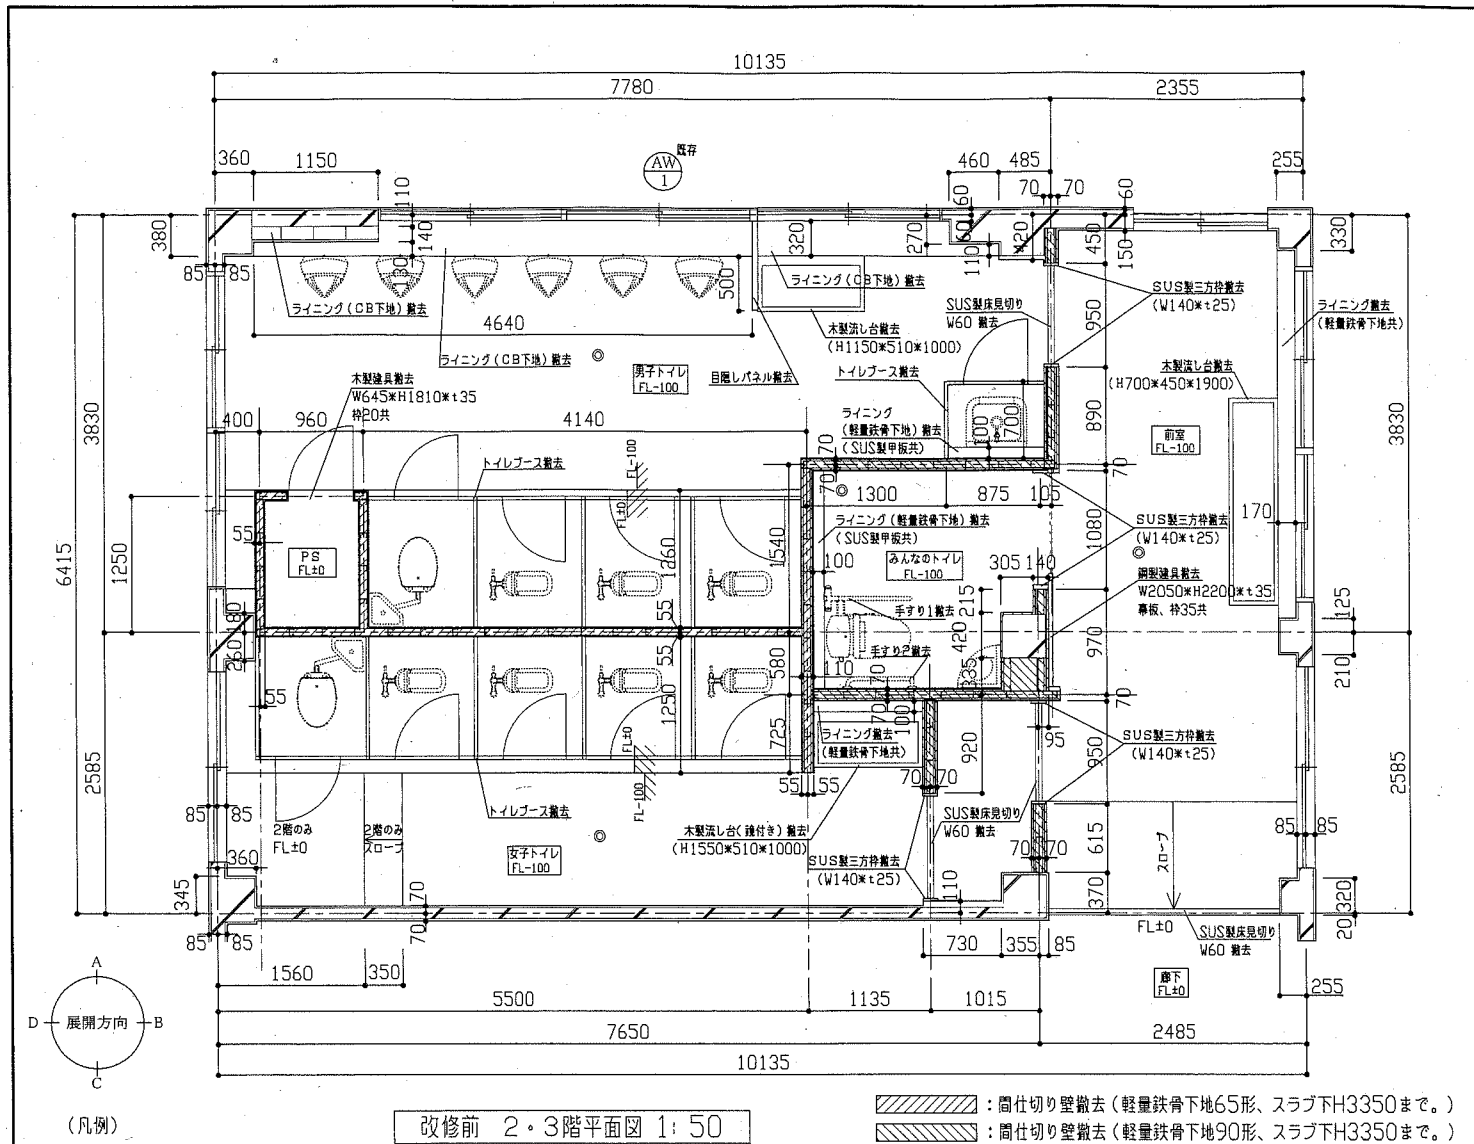 10135
7780
2355
360
1150
AW
1
既存
460
485
255
70
70
110
60
60
380
140
130
320
270
110
420
450
150
60
330
85
85
500
ライニング(CB下地)撤去
ライニング(CB下地)撤去
4640
ライニング(CB下地)撤去
木製流し台撤去
(H1150*510*1000)
目隠しパネル撤去
男子トイレ
FL-100
SUS製床見切り
W60 撤去
トイレブース撤去
950
SUS製三方枠撤去
(W140*t25)
ライニング撤去
(軽量鉄骨下地共)
木製流し台撤去
(H700*450*1900)
木製建具撤去
W645*H1810*t35
枠20共
400
960
4140
3830
ライニング
(軽量鉄骨下地)撤去
(SUS製甲板共)
100
700
890
前室
FL-100
3830
トイレブース撤去
FL-100
FL±0
70
70
70
1300
875
105
ライニング(軽量鉄骨下地)撤去
(SUS製甲板共)
1080
SUS製三方枠撤去
(W140*t25)
170
6415
1250
55
PS
FL±0
1260
1540
100
みんなのトイレ
FL-100
305
140
鋼製建具撤去
W2050*H2200*t35
幕板、枠35共
手すり1撤去
215
420
335
970
125
210
180
260
55
55
580
手すり2撤去
110
70
70
100
70
55
1250
725
ライニング撤去
(軽量鉄骨下地共)
920
95
SUS製三方枠撤去
(W140*t25)
950
2585
2585
FL±0
FL-100
55
55
70
70
85
85
トイレブース撤去
2階のみ
FL±0
2階のみ
スロープ
木製流し台(鏡付き)撤去
(H1550*510*1000)
SUS製床見切り
W60 撤去
70
70
615
スロープ
85
85
360
女子トイレ
FL-100
SUS製三方枠撤去
(W140*t25)
345
70
70
110
370
320
20
85
85
730
355
85
FL±0
SUS製床見切り
W60 撤去
1560
350
廊下
FL±0
255
5500
1135
1015
7650
2485
10135
A
D
展開方向
B
C
(凡例)
改修前 2・3階平面図 1:50
:間仕切り壁撤去(軽量鉄骨下地65形、スラブ下H3350まで。)
:間仕切り壁撤去(軽量鉄骨下地90形、スラブ下H3350まで。)